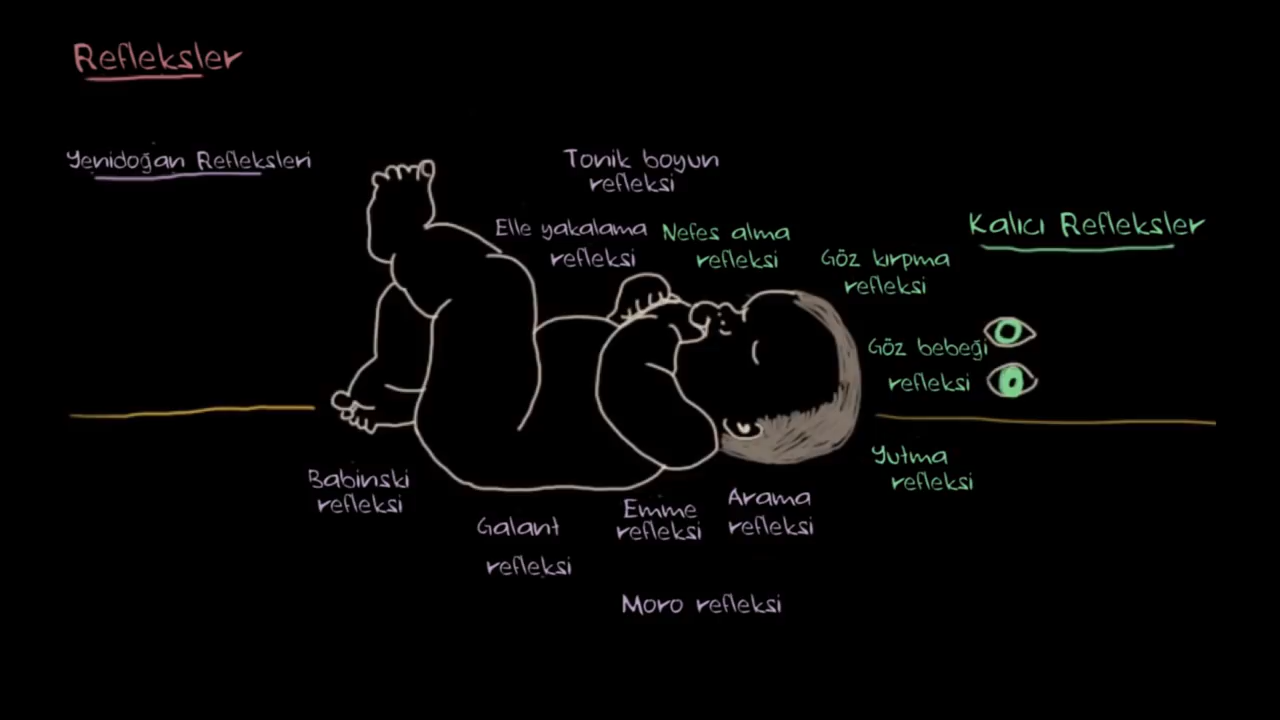 Refleksler
Yenidoğan Refleksleri
Tonik boyun
refleksi
Elle yakalama
refleksi
Nefes alma
refleksi
Göz kırpma
refleksi
Kalıcı Refleksler
Göz bebeği
refleksi
Yutma
refleksi
Babinski
refleksi
Galant
refleksi
Emme
refleksi
Arama
refleksi
Moro refleksi